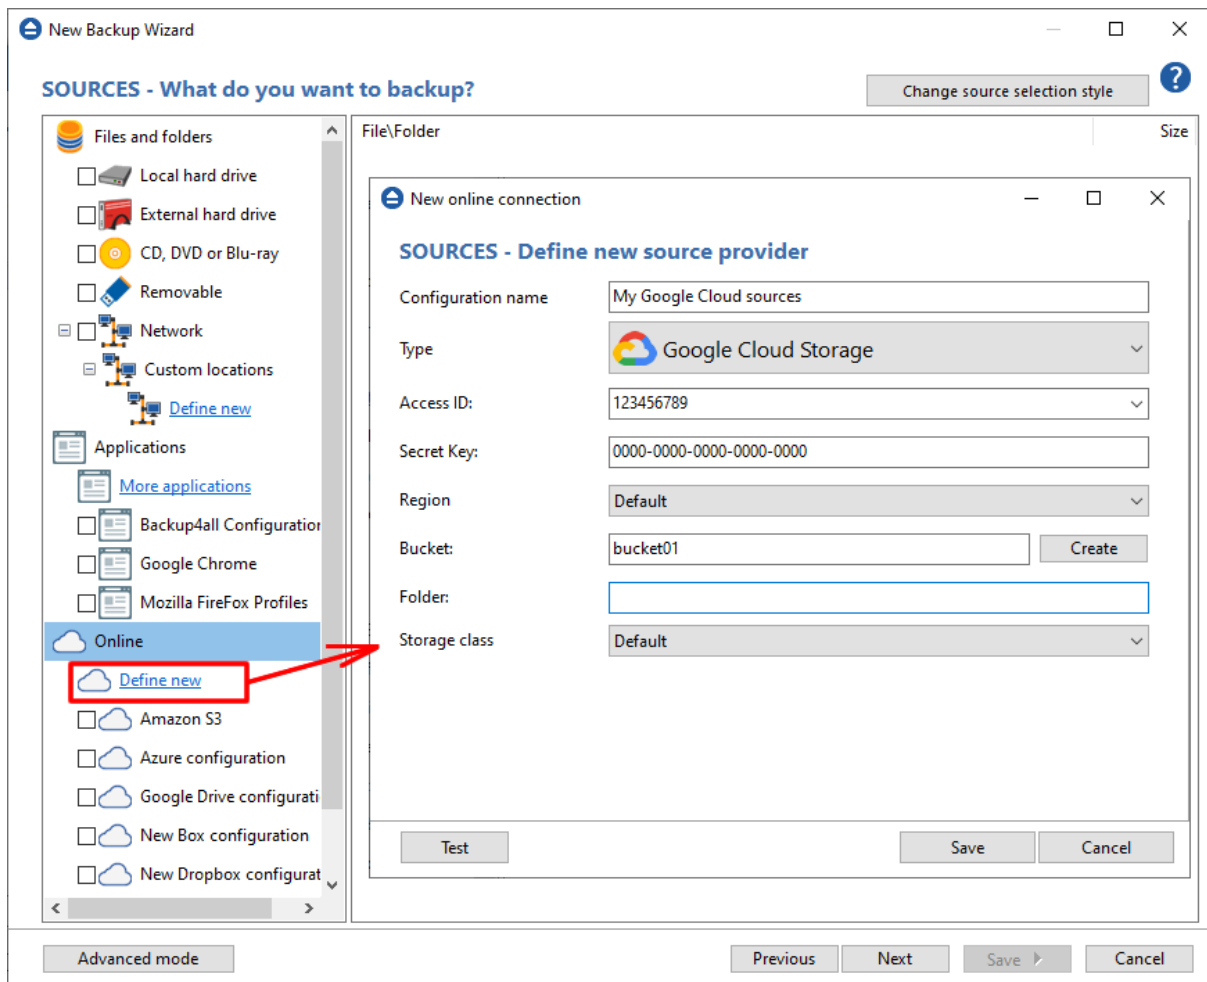 New Backup Wizard
SOURCES - What do you want to backup?
Change source selection style
?
Files and folders
Local hard drive
External hard drive
CD, DVD or Blu-ray
Removable
Network
Custom locations
Define new
Applications
More applications
Backup4all Configuration
Google Chrome
Mozilla FireFox Profiles
Online
Define new
Amazon S3
Azure configuration
Google Drive configurati
New Box configuration
New Dropbox configurat
File\Folder
Size
New online connection
SOURCES - Define new source provider
Configuration name
My Google Cloud sources
Type
Google Cloud Storage
Access ID:
123456789
Secret Key:
0000-0000-0000-0000-0000
Region
Default
Bucket:
bucket01
Create
Folder:
Storage class
Default
Test
Save
Cancel
Advanced mode
Previous
Next
Save
Cancel